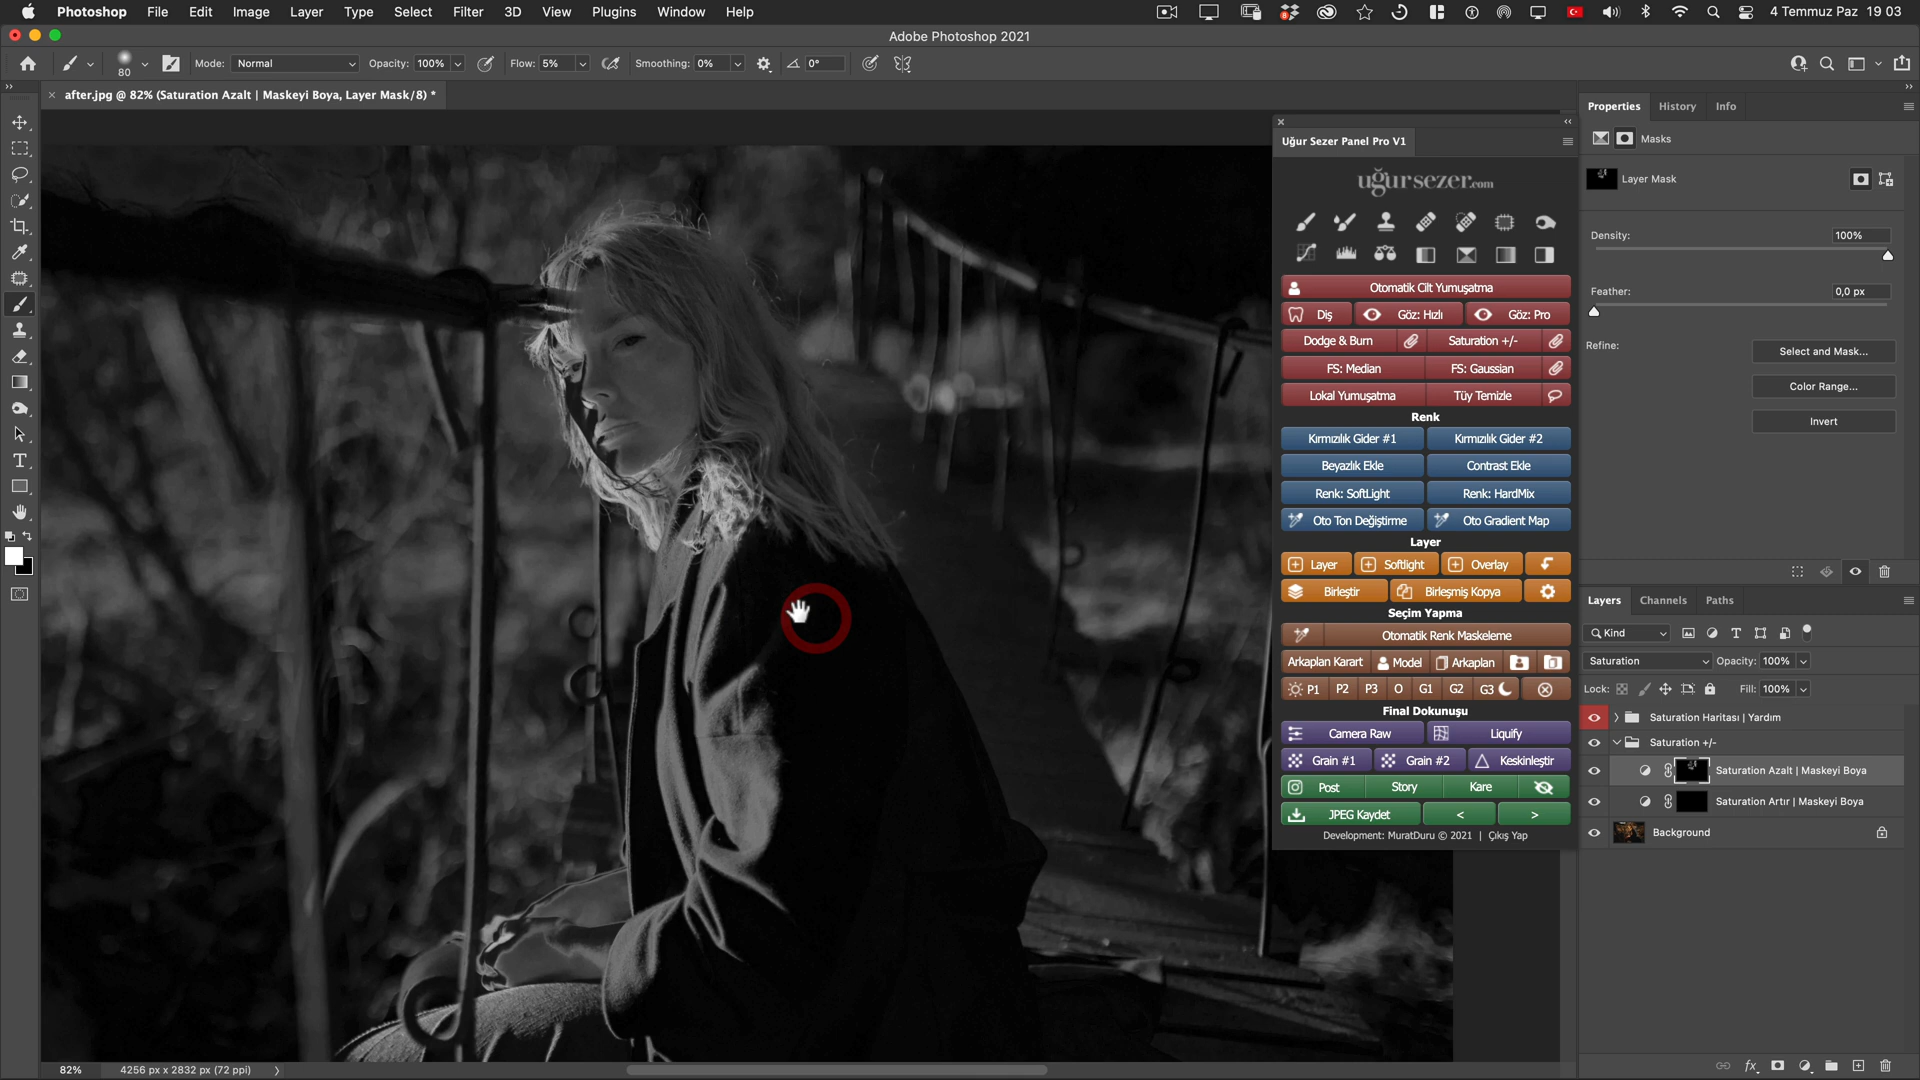 Photoshop File Edit Image Layer Type Select Filter 3D View Plugins Window Help
4 Temmuz Paz 19 03
Adobe Photoshop 2021
80 Mode: Normal Opacity: 100% Flow: 5% Smoothing: 0% 0°
after.jpg @ 82% (Saturation Azalt | Maskeyi Boya, Layer Mask/8) *
Uğur Sezer Panel Pro V1
uğursezer.com
Otomatik Cilt Yumuşatma
Diş Göz: Hızlı Göz: Pro
Dodge & Burn Saturation +/-
FS: Median FS: Gaussian
Lokal Yumuşatma Tüy Temizle
Renk
Kırmızılık Gider #1 Kırmızılık Gider #2
Beyazlık Ekle Contrast Ekle
Renk: SoftLight Renk: HardMix
Oto Ton Değiştirme Oto Gradient Map
Layer
Layer Softlight Overlay
Birleştir Birleşmiş Kopya
Seçim Yapma
Otomatik Renk Maskeleme
Arkaplan Karart Model Arkaplan
P1 P2 P3 O G1 G2 G3
Final Dokunuşu
Camera Raw Liquify
Grain #1 Grain #2 Keskinleştir
Post Story Kare
JPEG Kaydet < >
Development: MuratDuru © 2021 | Çıkış Yap
Properties History Info
Masks
Layer Mask
Density: 100%
Feather: 0,0 px
Refine:
Select and Mask...
Color Range...
Invert
Layers Channels Paths
Kind
Saturation Opacity: 100%
Lock: Fill: 100%
Saturation Haritası | Yardım
Saturation +/-
Saturation Azalt | Maskeyi Boya
Saturation Artır | Maskeyi Boya
Background
82% 4256 px x 2832 px (72 ppi)